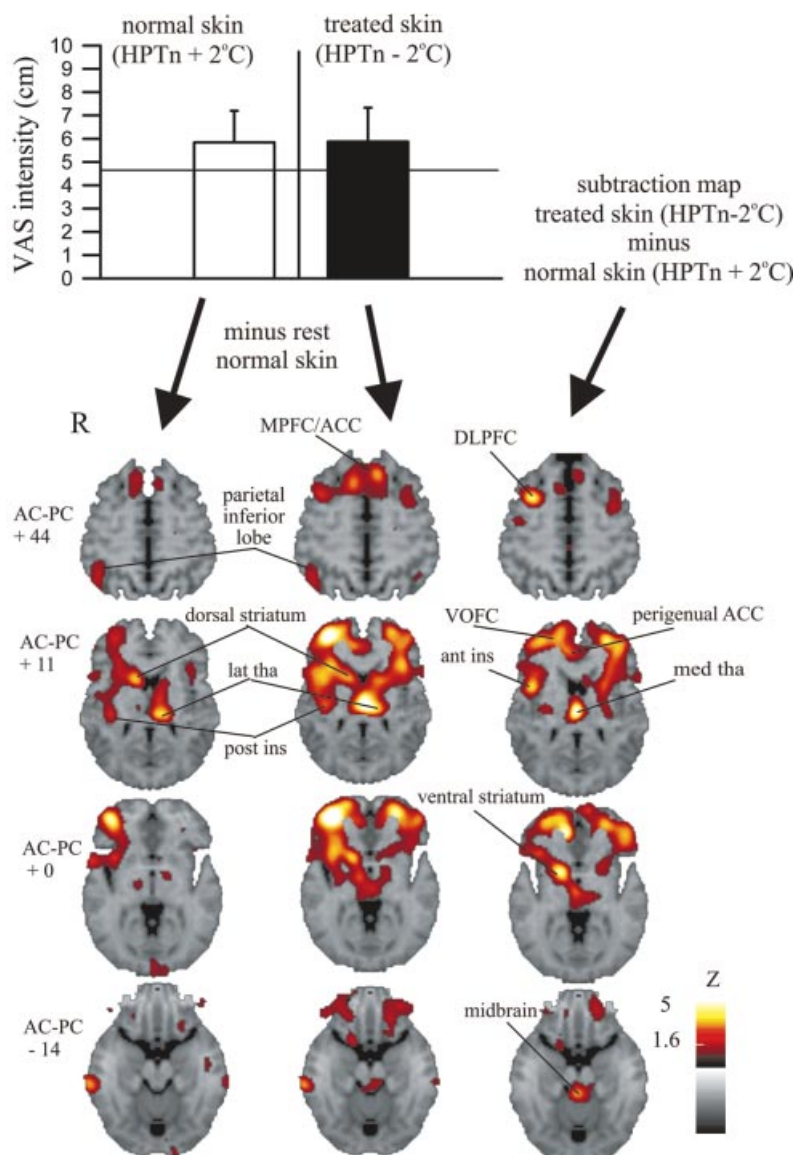 normal skin
(HPTn + 2°C)
treated skin
(HPTn - 2°C)
VAS intensity (cm)
10
9
8
7
6
5
4
3
2
1
0
subtraction map
treated skin (HPTn-2°C)
minus
normal skin (HPTn + 2°C)
minus rest
normal skin
R
MPFC/ACC
DLPFC
AC-PC
+ 44
parietal
inferior
lobe
AC-PC
+ 11
dorsal striatum
lat tha
post ins
VOFC
perigenual ACC
ant ins
med tha
AC-PC
+ 0
ventral striatum
AC-PC
- 14
midbrain
Z
5
1.6